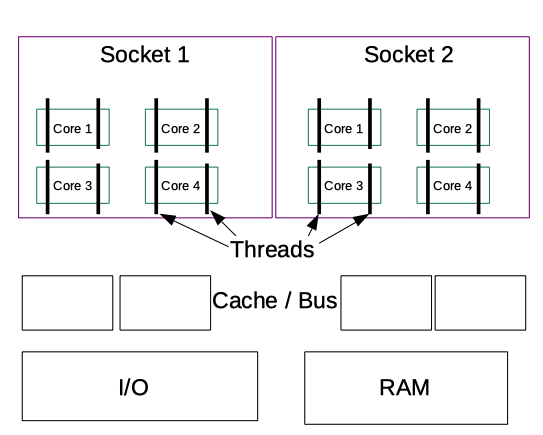 Socket 1
Socket 2
Core 1
Core 2
Core 1
Core 2
Core 3
Core 4
Core 3
Core 4
Threads
Cache / Bus
I/O
RAM